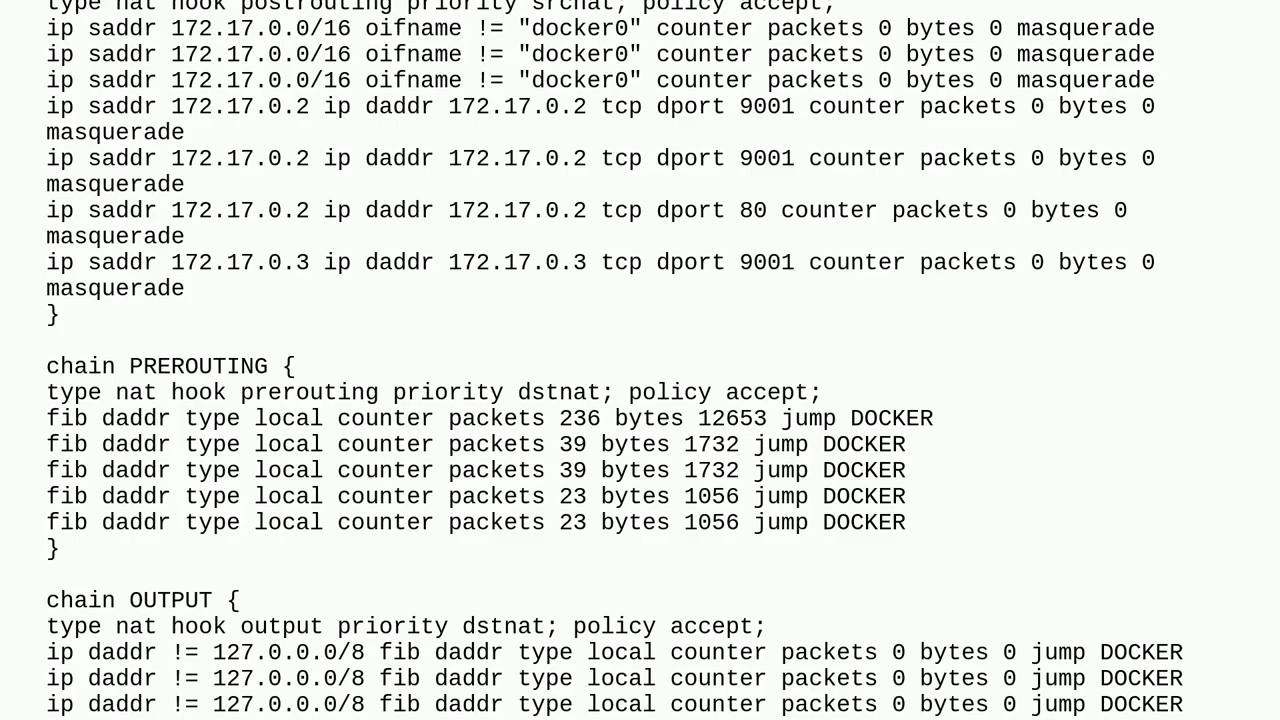 type nat hook postrouting priority srcnat; policy accept;
ip saddr 172.17.0.0/16 oifname != "docker0" counter packets 0 bytes 0 masquerade
ip saddr 172.17.0.0/16 oifname != "docker0" counter packets 0 bytes 0 masquerade
ip saddr 172.17.0.0/16 oifname != "docker0" counter packets 0 bytes 0 masquerade
ip saddr 172.17.0.2 ip daddr 172.17.0.2 tcp dport 9001 counter packets 0 bytes 0
masquerade
ip saddr 172.17.0.2 ip daddr 172.17.0.2 tcp dport 9001 counter packets 0 bytes 0
masquerade
ip saddr 172.17.0.2 ip daddr 172.17.0.2 tcp dport 80 counter packets 0 bytes 0
masquerade
ip saddr 172.17.0.3 ip daddr 172.17.0.3 tcp dport 9001 counter packets 0 bytes 0
masquerade
}
chain PREROUTING {
type nat hook prerouting priority dstnat; policy accept;
fib daddr type local counter packets 236 bytes 12653 jump DOCKER
fib daddr type local counter packets 39 bytes 1732 jump DOCKER
fib daddr type local counter packets 39 bytes 1732 jump DOCKER
fib daddr type local counter packets 23 bytes 1056 jump DOCKER
fib daddr type local counter packets 23 bytes 1056 jump DOCKER
}
chain OUTPUT {
type nat hook output priority dstnat; policy accept;
ip daddr != 127.0.0.0/8 fib daddr type local counter packets 0 bytes 0 jump DOCKER
ip daddr != 127.0.0.0/8 fib daddr type local counter packets 0 bytes 0 jump DOCKER
ip daddr != 127.0.0.0/8 fib daddr type local counter packets 0 bytes 0 jump DOCKER